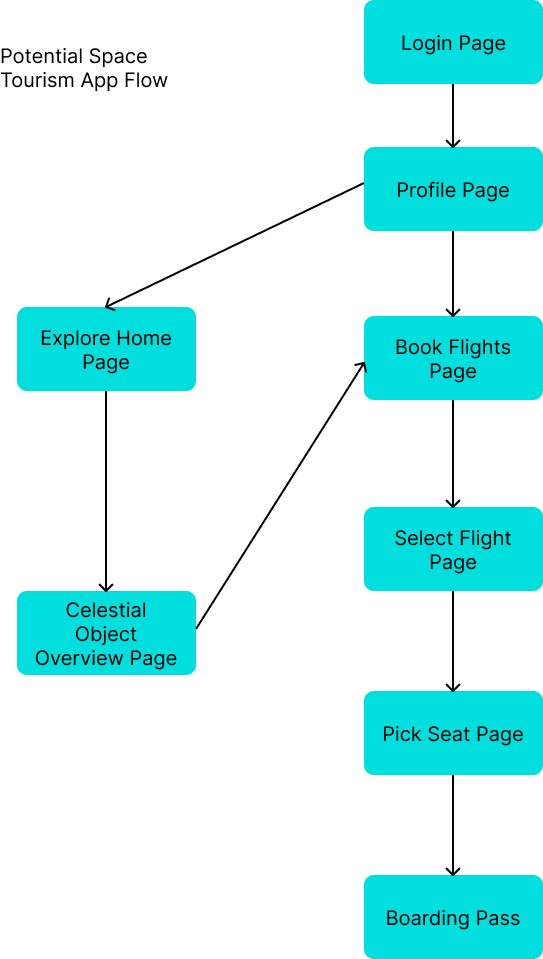 Login Page
Potential Space
Tourism App Flow
Profile Page
Explore Home
Page
Book Flights
Page
Select Flight
Page
Celestial
Object
Overview Page
Pick Seat Page
Boarding Pass